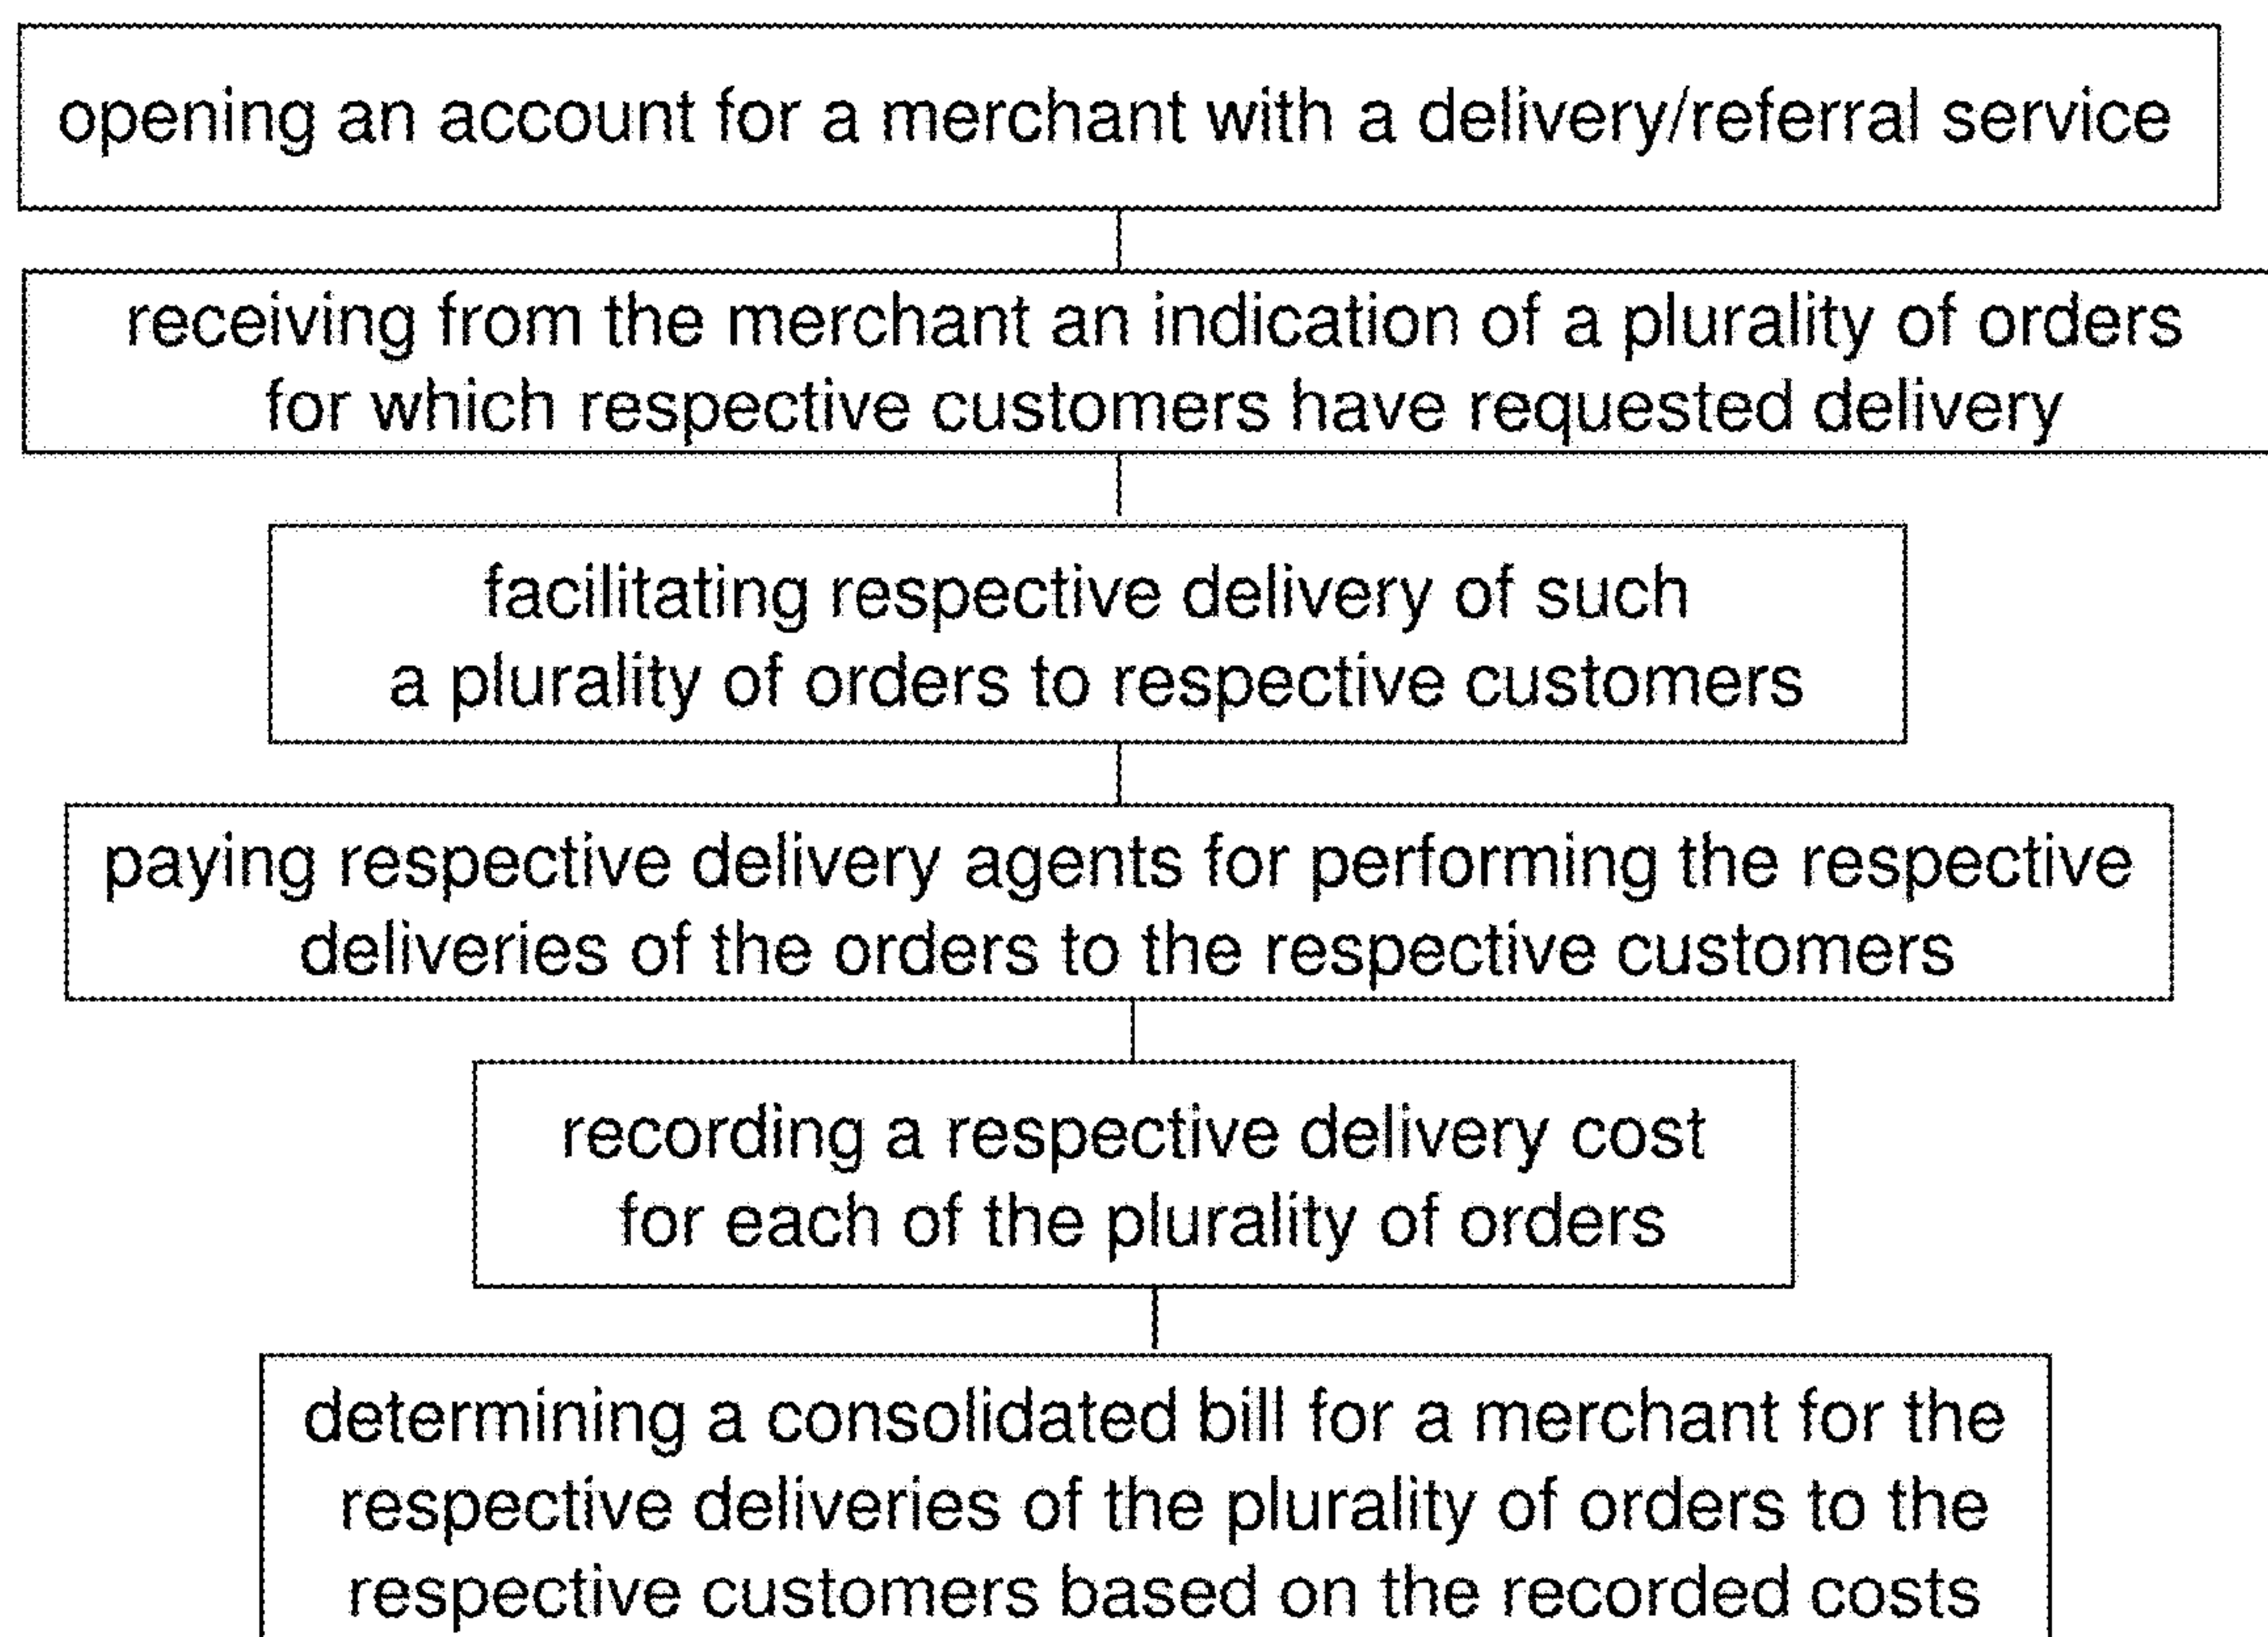 opening an account for a merchant with a delivery/referral service
receiving from the merchant an indication of a plurality of orders
for which respective customers have requested delivery
facilitating respective delivery of such
a plurality of orders to respective customers
paying respective delivery agents for performing the respective
deliveries of the orders to the respective customers
recording a respective delivery cost
for each of the plurality of orders
determining a consolidated bill for a merchant for the
respective deliveries of the plurality of orders to the
respective customers based on the recorded costs